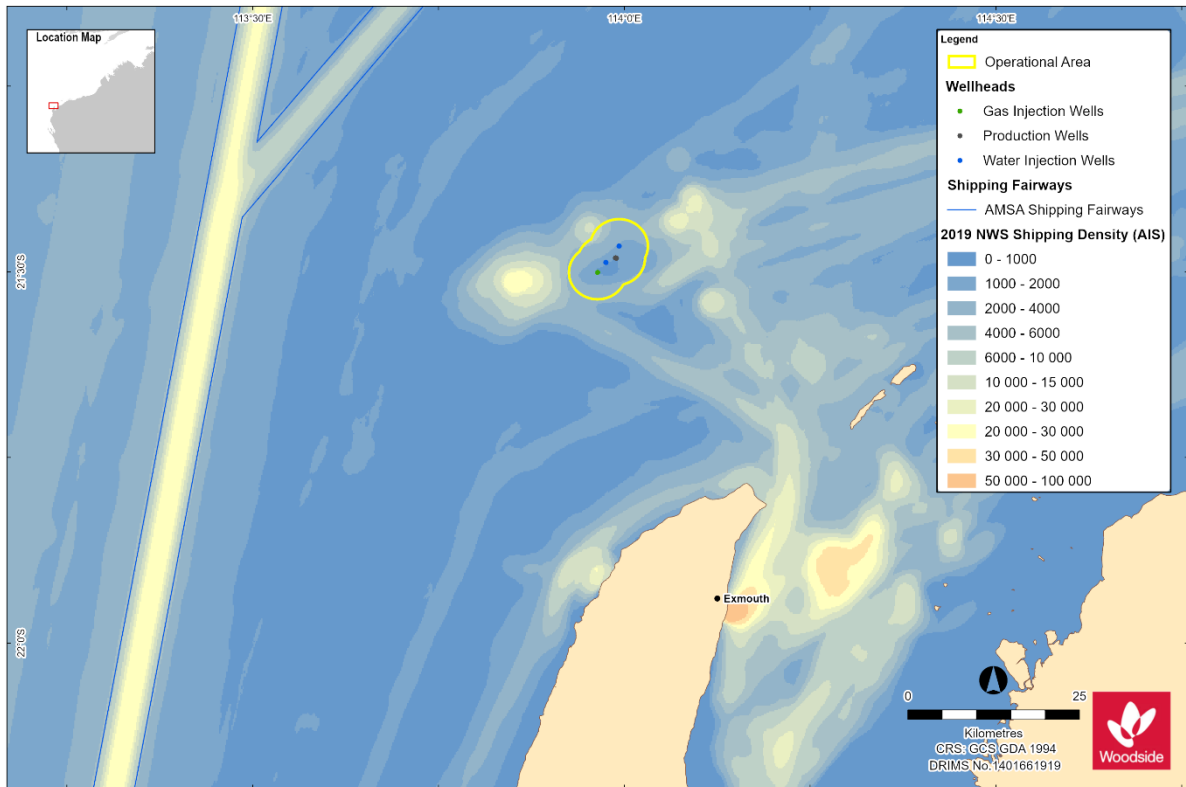 113°30'E
114°0'E
114°30'E
Location Map
21°30'S
22°0'S
Exmouth
Legend
Operational Area
Wellheads
Gas Injection Wells
Production Wells
Water Injection Wells
Shipping Fairways
AMSA Shipping Fairways
2019 NWS Shipping Density (AIS)
0 - 1000
1000 - 2000
2000 - 4000
4000 - 6000
6000 - 10 000
10 000 - 15 000
20 000 - 30 000
20 000 - 30 000
30 000 - 50 000
50 000 - 100 000
0 25
Kilometres
CRS: GCS GDA 1994
DRIMS No:1401661919
Woodside